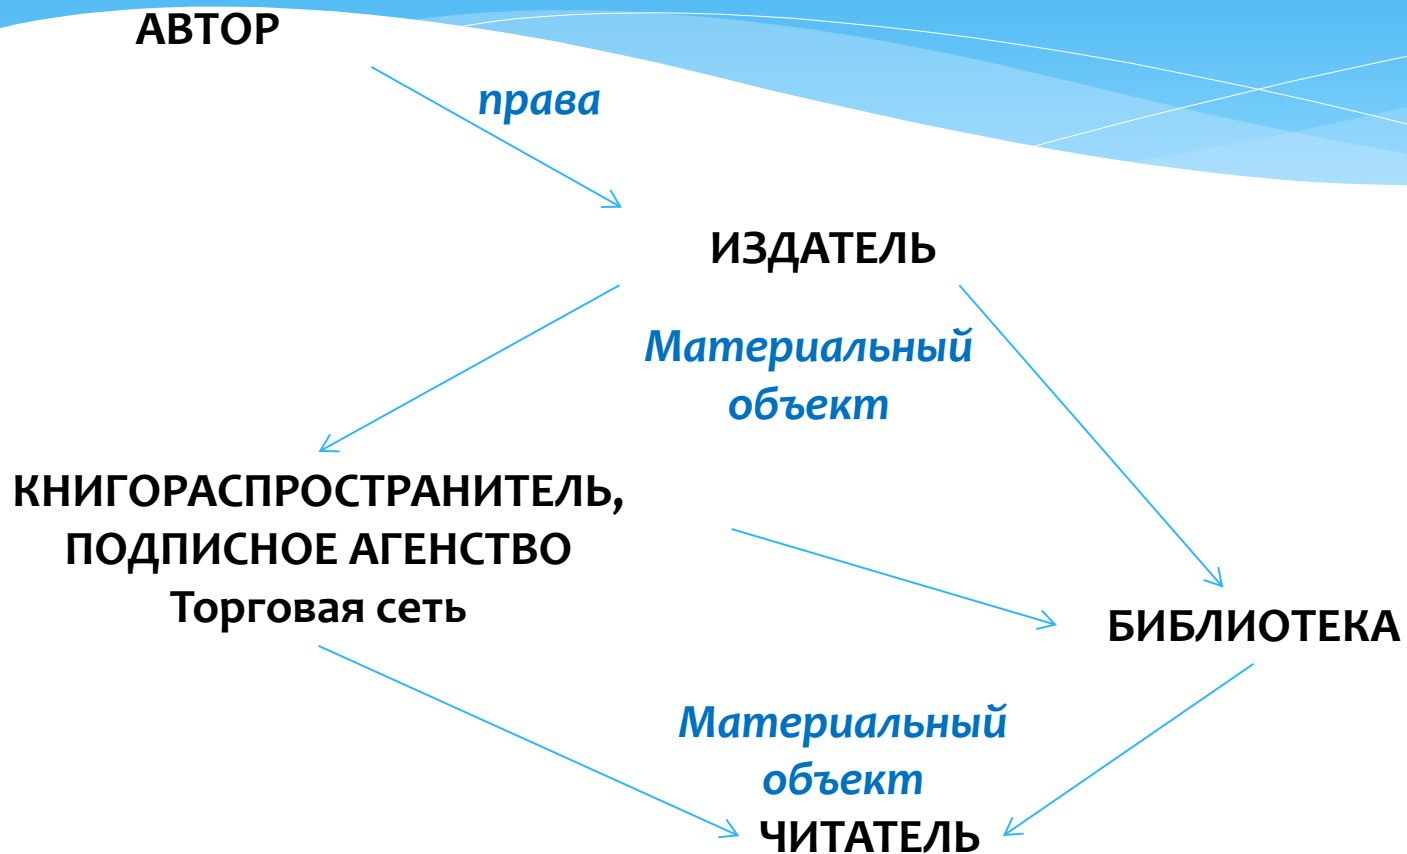 АВТОР
права
ИЗДАТЕЛЬ
Материальный
объект
КНИГОРАСПРОСТРАНИТЕЛЬ,
ПОДПИСНОЕ АГЕНСТВО
Торговая сеть
БИБЛИОТЕКА
Материальный
объект
ЧИТАТЕЛЬ